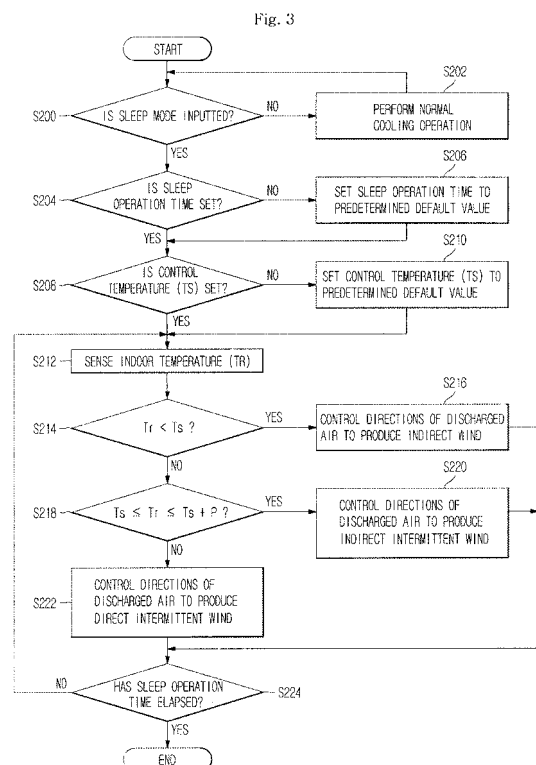 Fig. 3
START
S202
S200
IS SLEEP MODE INPUTTED?
NO
PERFORM NORMAL
COOLING OPERATION
YES
S206
S204
IS SLEEP
OPERATION TIME SET?
NO
SET SLEEP OPERATION TIME TO
PREDETERMINED DEFAULT VALUE
YES
S210
S208
IS CONTROL
TEMPERATURE (TS) SET?
NO
SET CONTROL TEMPERATURE (TS) TO
PREDETERMINED DEFAULT VALUE
YES
S212
SENSE INDOOR TEMPERATURE (TR)
S216
S214
Tr < Ts ?
YES
CONTROL DIRECTIONS OF DISCHARGED
AIR TO PRODUCE INDIRECT WIND
NO
S220
S218
Ts ≤ Tr ≤ Ts + P ?
YES
CONTROL DIRECTIONS OF
DISCHARGED AIR TO PRODUCE
INDIRECT INTERMITTENT WIND
NO
S222
CONTROL DIRECTIONS OF
DISCHARGED AIR TO PRODUCE
DIRECT INTERMITTENT WIND
NO
HAS SLEEP OPERATION
TIME ELAPSED?
S224
YES
END